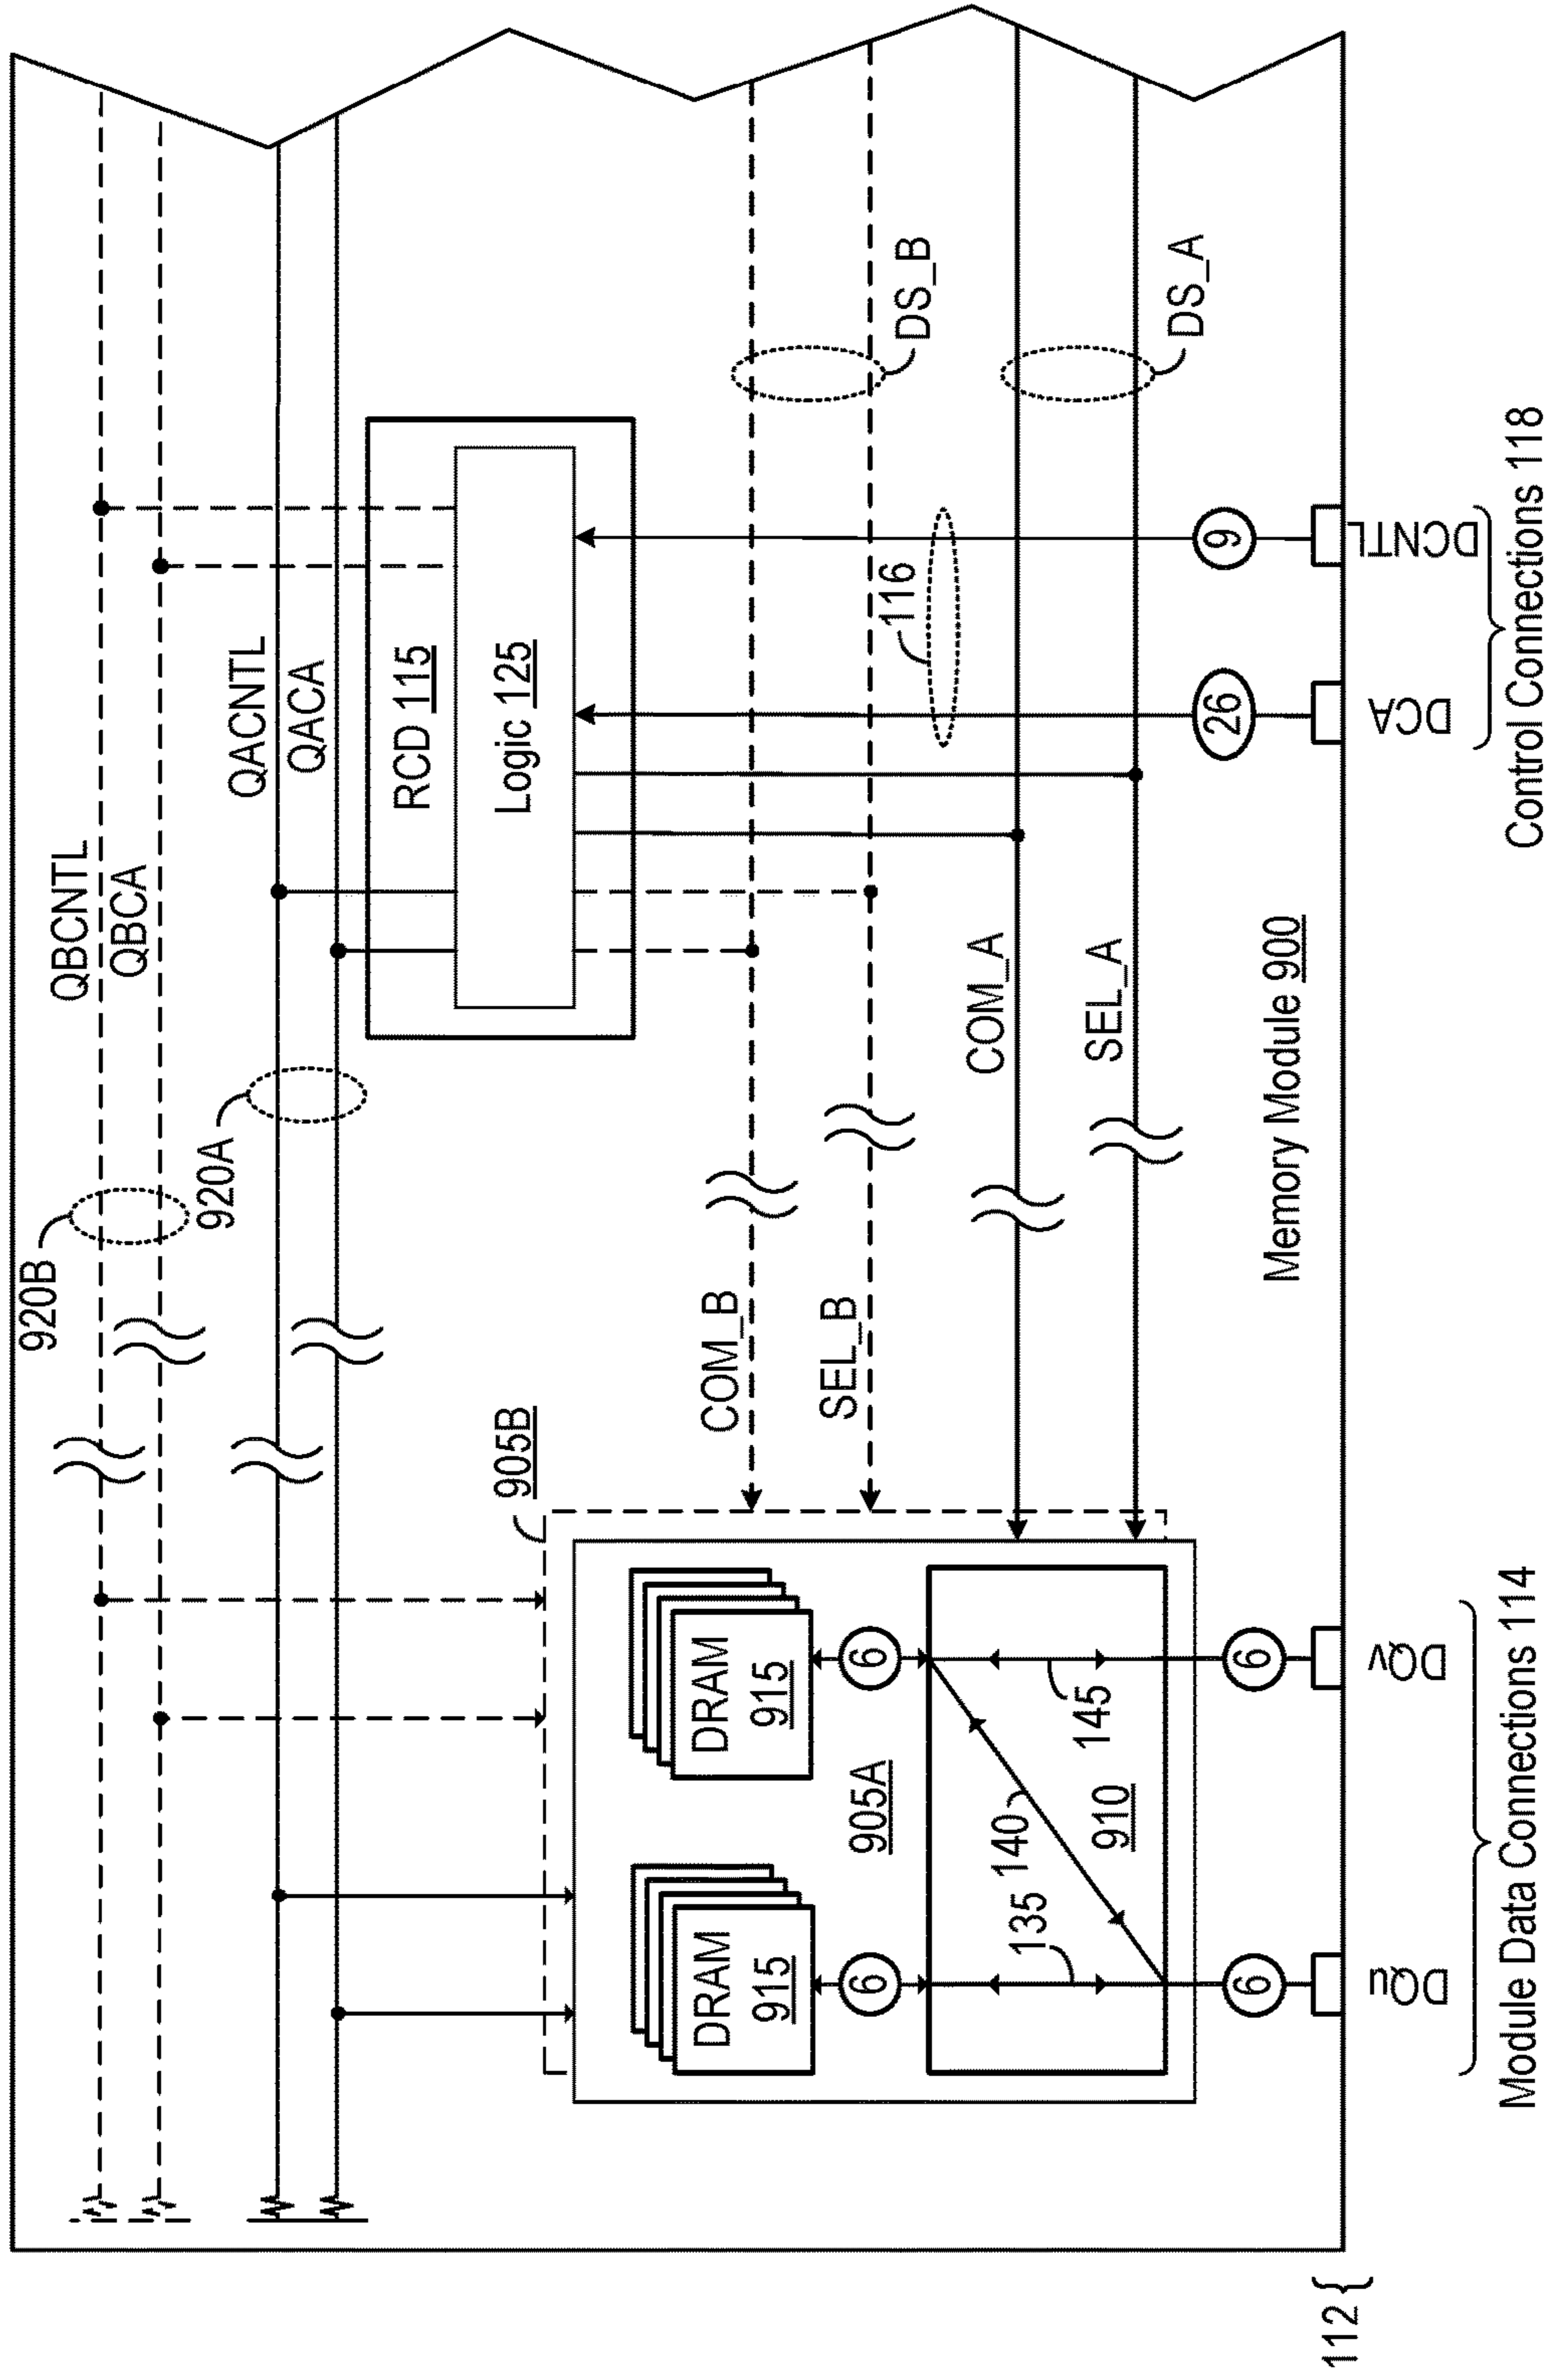 920B
QBCNTL
QBCA
920A
QACNTL
QACA
RCD 115
Logic 125
905B
COM_B
SEL_B
DS_B
DRAM
915
DRAM
915
6
6
905A
116
COM_A
SEL_A
DS_A
135
140
145
910
6
6
26
9
Memory Module 900
112
DQu
DQv
DCA
DCNTL
Module Data Connections 114
Control Connections 118